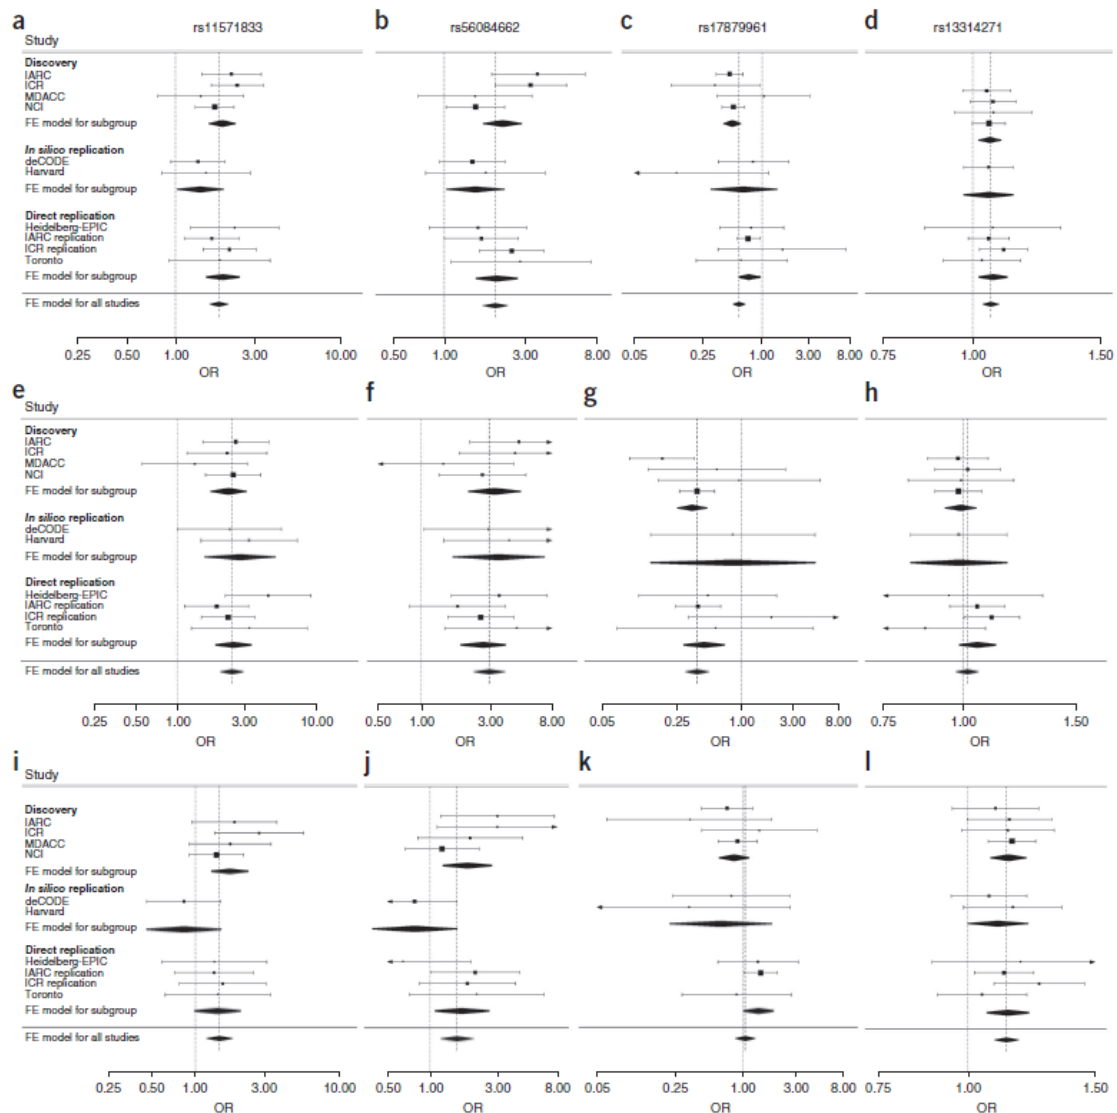 a b c d
rs11571833 rs56084662 rs17879961 rs13314271
Study
Discovery
IARC
ICR
MDACC
NCI
FE model for subgroup
In silico replication
deCODE
Harvard
FE model for subgroup
Direct replication
Heidelberg-EPIC
IARC replication
ICR replication
Toronto
FE model for subgroup
FE model for all studies
0.25 0.50 1.00 3.00 10.00 0.50 1.00 3.00 8.00 0.05 0.25 1.00 3.00 8.00 0.75 1.00 1.50
OR OR OR OR
e f g h
Study
Discovery
IARC
ICR
MDACC
NCI
FE model for subgroup
In silico replication
deCODE
Harvard
FE model for subgroup
Direct replication
Heidelberg-EPIC
IARC replication
ICR replication
Toronto
FE model for subgroup
FE model for all studies
0.25 0.50 1.00 3.00 10.00 0.50 1.00 3.00 8.00 0.05 0.25 1.00 3.00 8.00 0.75 1.00 1.50
OR OR OR OR
i j k l
Study
Discovery
IARC
ICR
MDACC
NCI
FE model for subgroup
In silico replication
deCODE
Harvard
FE model for subgroup
Direct replication
Heidelberg-EPIC
IARC replication
ICR replication
Toronto
FE model for subgroup
FE model for all studies
0.25 0.50 1.00 3.00 10.00 0.50 1.00 3.00 8.00 0.05 0.25 1.00 3.00 8.00 0.75 1.00 1.50
OR OR OR OR